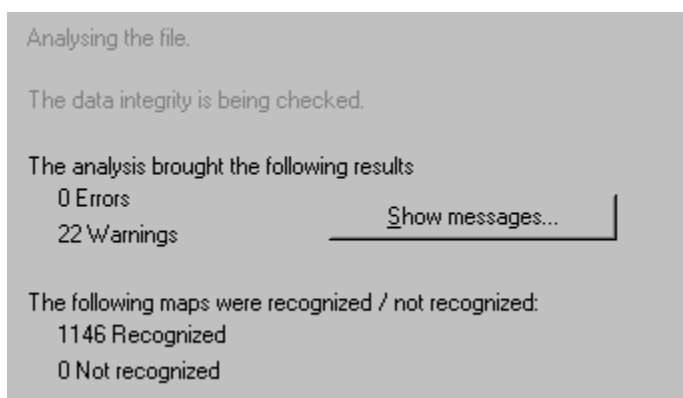 Analysing the file.
The data integrity is being checked.
The analysis brought the following results
0 Errors
22 Warnings
Show messages...
The following maps were recognized / not recognized:
1146 Recognized
0 Not recognized